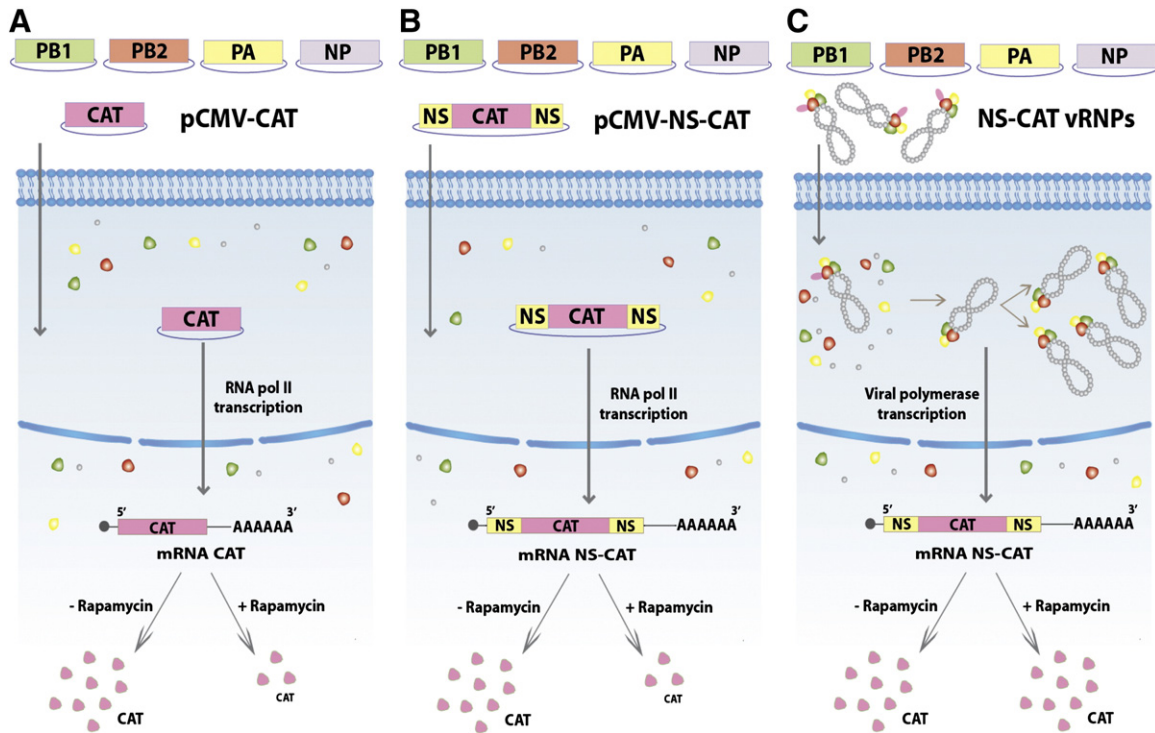 A
PB1 PB2 PA NP
CAT pCMV-CAT
CAT
RNA pol II
transcription
5′ 3′
CAT AAAAAA
mRNA CAT
- Rapamycin + Rapamycin
CAT
CAT
B
PB1 PB2 PA NP
NS CAT NS pCMV-NS-CAT
NS CAT NS
RNA pol II
transcription
5′ 3′
NS CAT NS AAAAAA
mRNA NS-CAT
- Rapamycin + Rapamycin
CAT
CAT
C
PB1 PB2 PA NP
NS-CAT vRNPs
Viral polymerase
transcription
5′ 3′
NS CAT NS AAAAAA
mRNA NS-CAT
- Rapamycin + Rapamycin
CAT CAT